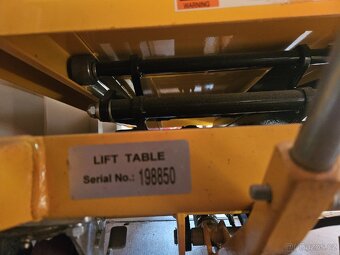 WARNING
LIFT TABLE
Serial No.: 198850